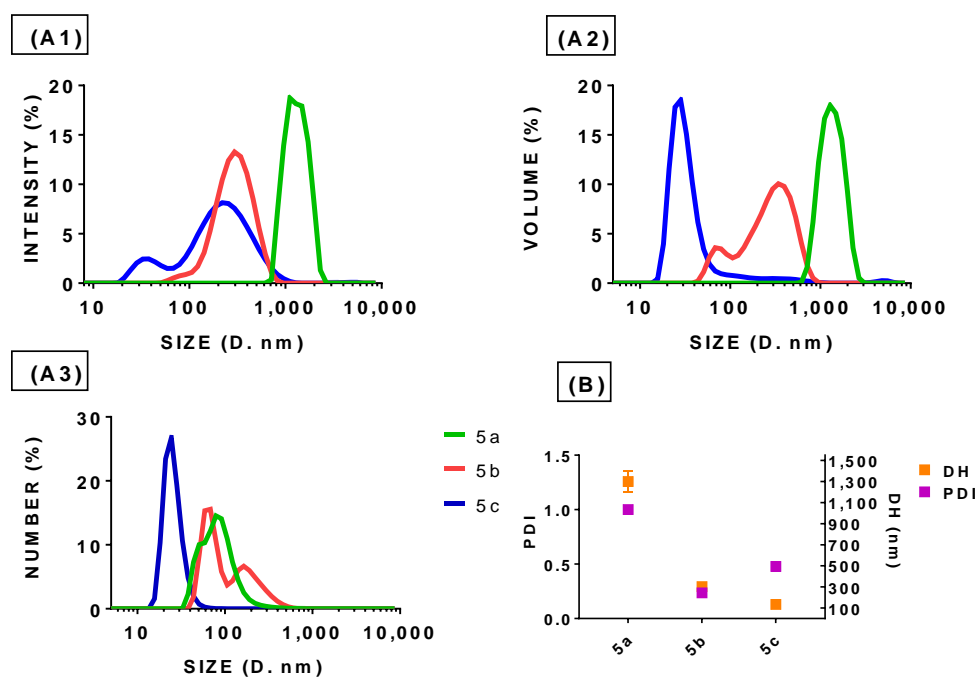 (A1)
(A2)
INTENSITY (%)
20
15
10
5
0
10 100 1,000 10,000
SIZE (D. nm)
VOLUME (%)
20
15
10
5
0
10 100 1,000 10,000
SIZE (D. nm)
(A3)
(B)
NUMBER (%)
30
20
10
0
10 100 1,000 10,000
SIZE (D. nm)
5a
5b
5c
PDI
1.5
1.0
0.5
0.0
5a 5b 5c
1,500
1,300
1,100
900
700
500
300
100
DH (nm)
DH
PDI